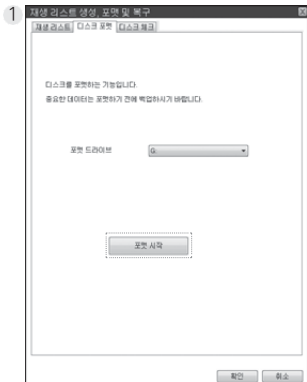 1
재생 리스트 생성, 포맷 및 복구
재생 리스트 디스크 포맷 디스크 체크
디스크를 포맷하는 기능입니다.
중요한 데이터는 포맷하기 전에 백업하시기 바랍니다.
포맷 드라이브 G:
포맷 시작
확인 취소